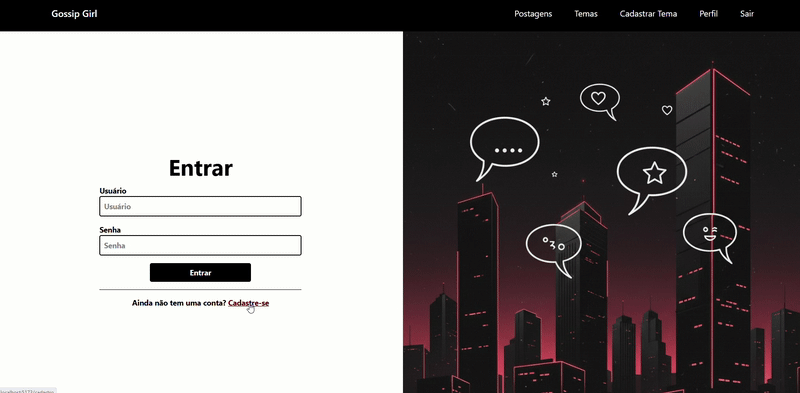 Gossip Girl
Postagens Temas Cadastrar Tema Perfil Sair
Entrar
Usuário
Usuário
Senha
Senha
Entrar
Ainda não tem uma conta? Cadastre-se